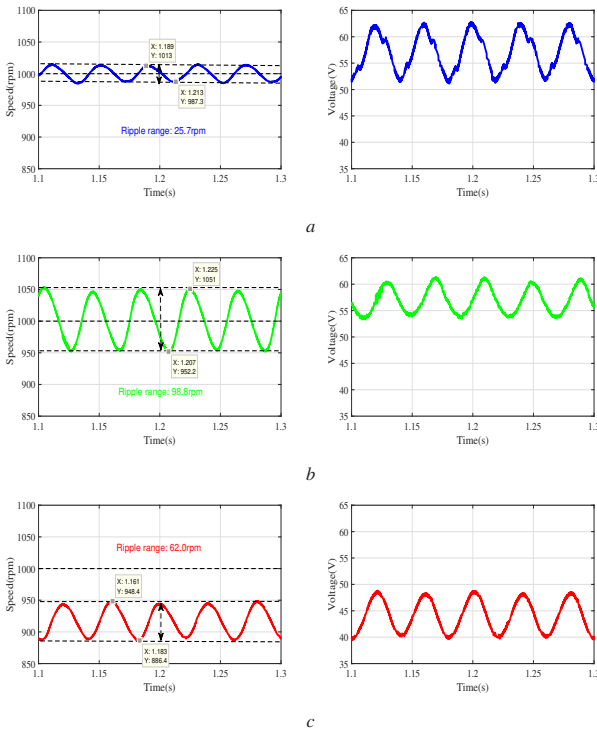 1100
1050
1000
950
900
850
Speed(rpm)
X: 1.189
Y: 1013
X: 1.213
Y: 987.3
Ripple range: 25.7rpm
1.1
1.15
1.2
1.25
1.3
Time(s)
65
60
55
50
45
40
35
Voltage(V)
1.1
1.15
1.2
1.25
1.3
Time(s)
a
1100
1050
1000
950
900
850
Speed(rpm)
X: 1.225
Y: 1051
X: 1.207
Y: 952.2
Ripple range: 98.8rpm
1.1
1.15
1.2
1.25
1.3
Time(s)
65
60
55
50
45
40
35
Voltage(V)
1.1
1.15
1.2
1.25
1.3
Time(s)
b
1100
1050
1000
950
900
850
Speed(rpm)
Ripple range: 62.0rpm
X: 1.161
Y: 948.4
X: 1.183
Y: 886.4
1.1
1.15
1.2
1.25
1.3
Time(s)
65
60
55
50
45
40
35
Voltage(V)
1.1
1.15
1.2
1.25
1.3
Time(s)
c